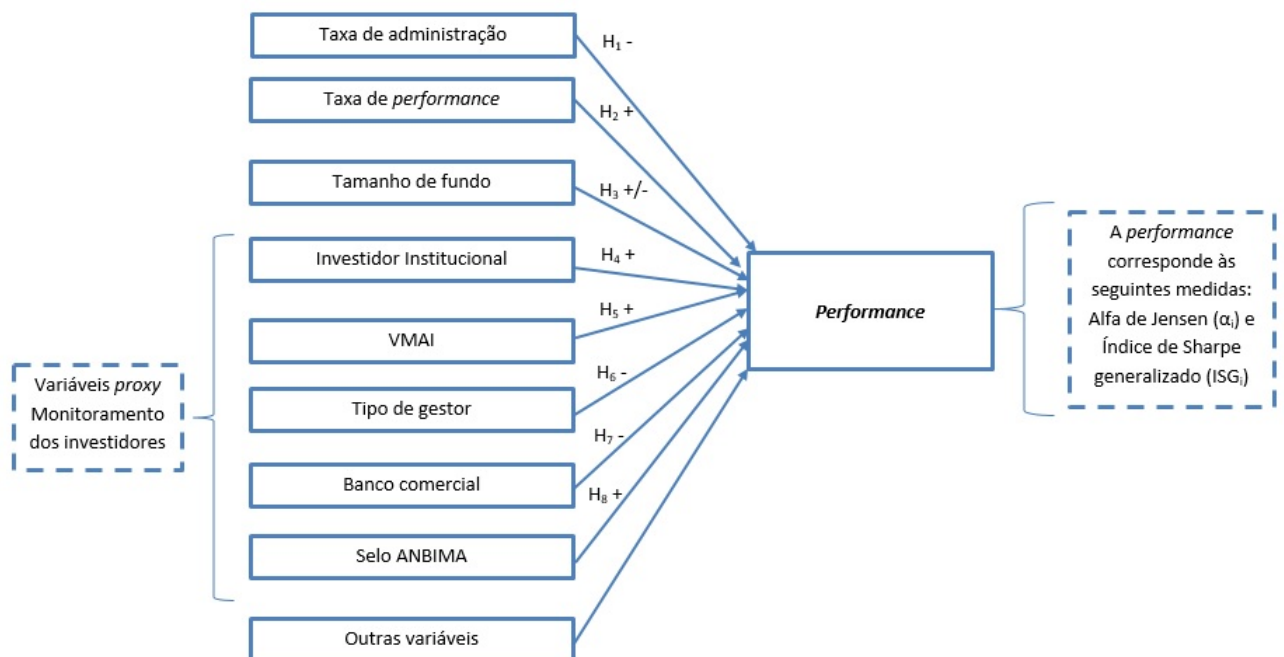 Taxa de administração
H₁ -
Taxa de performance
H₂ +
Tamanho de fundo
H₃ +/-
Investidor Institucional
H₄ +
VMAI
H₅ +
Tipo de gestor
H₆ -
Banco comercial
H₇ -
Selo ANBIMA
H₈ +
Outras variáveis
Variáveis proxy
Monitoramento
dos investidores
Performance
A performance
corresponde às
seguintes medidas:
Alfa de Jensen (αᵢ) e
Índice de Sharpe
generalizado (ISGᵢ)